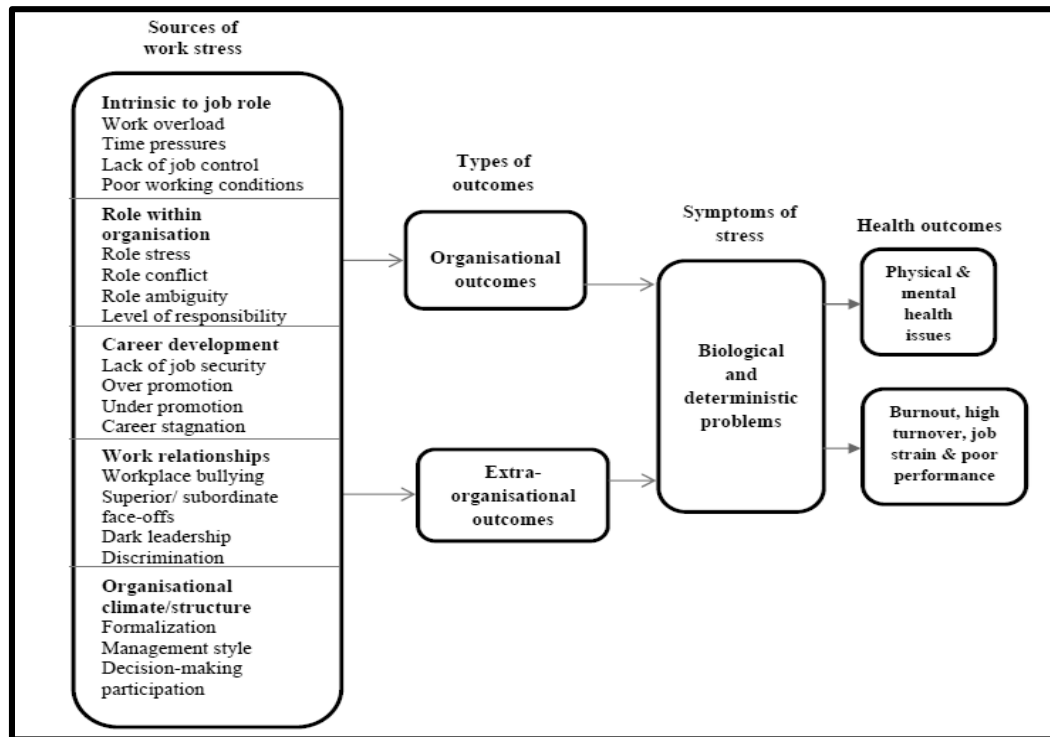 Sources of
work stress
Intrinsic to job role
Work overload
Time pressures
Lack of job control
Poor working conditions
Role within
organisation
Role stress
Role conflict
Role ambiguity
Level of responsibility
Career development
Lack of job security
Over promotion
Under promotion
Career stagnation
Work relationships
Workplace bullying
Superior/ subordinate
face-offs
Dark leadership
Discrimination
Organisational
climate/structure
Formalization
Management style
Decision-making
participation
Types of
outcomes
Organisational
outcomes
Extra-
organisational
outcomes
Symptoms of
stress
Biological
and
deterministic
problems
Health outcomes
Physical &
mental
health
issues
Burnout, high
turnover, job
strain & poor
performance